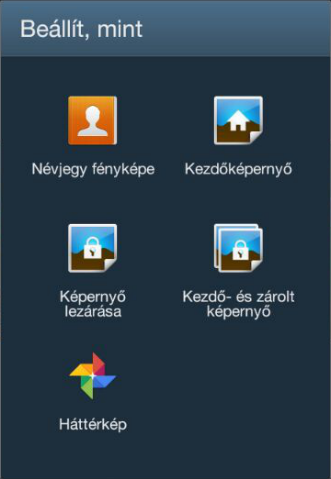 Beállít, mint
Névjegy fényképe
Kezdőképernyő
Képernyő
lezárása
Kezdő- és zárolt
képernyő
Háttérkép